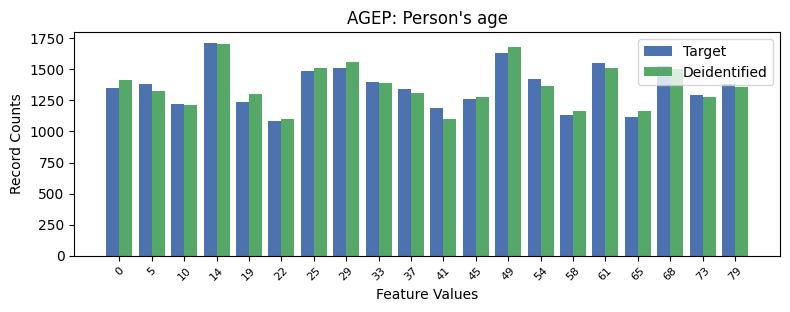 AGEP: Person's age
Record Counts
1750
1500
1250
1000
750
500
250
0
Target
Deidentified
0 5 10 14 19 22 25 29 33 37 41 45 49 54 58 61 65 68 73 79
Feature Values